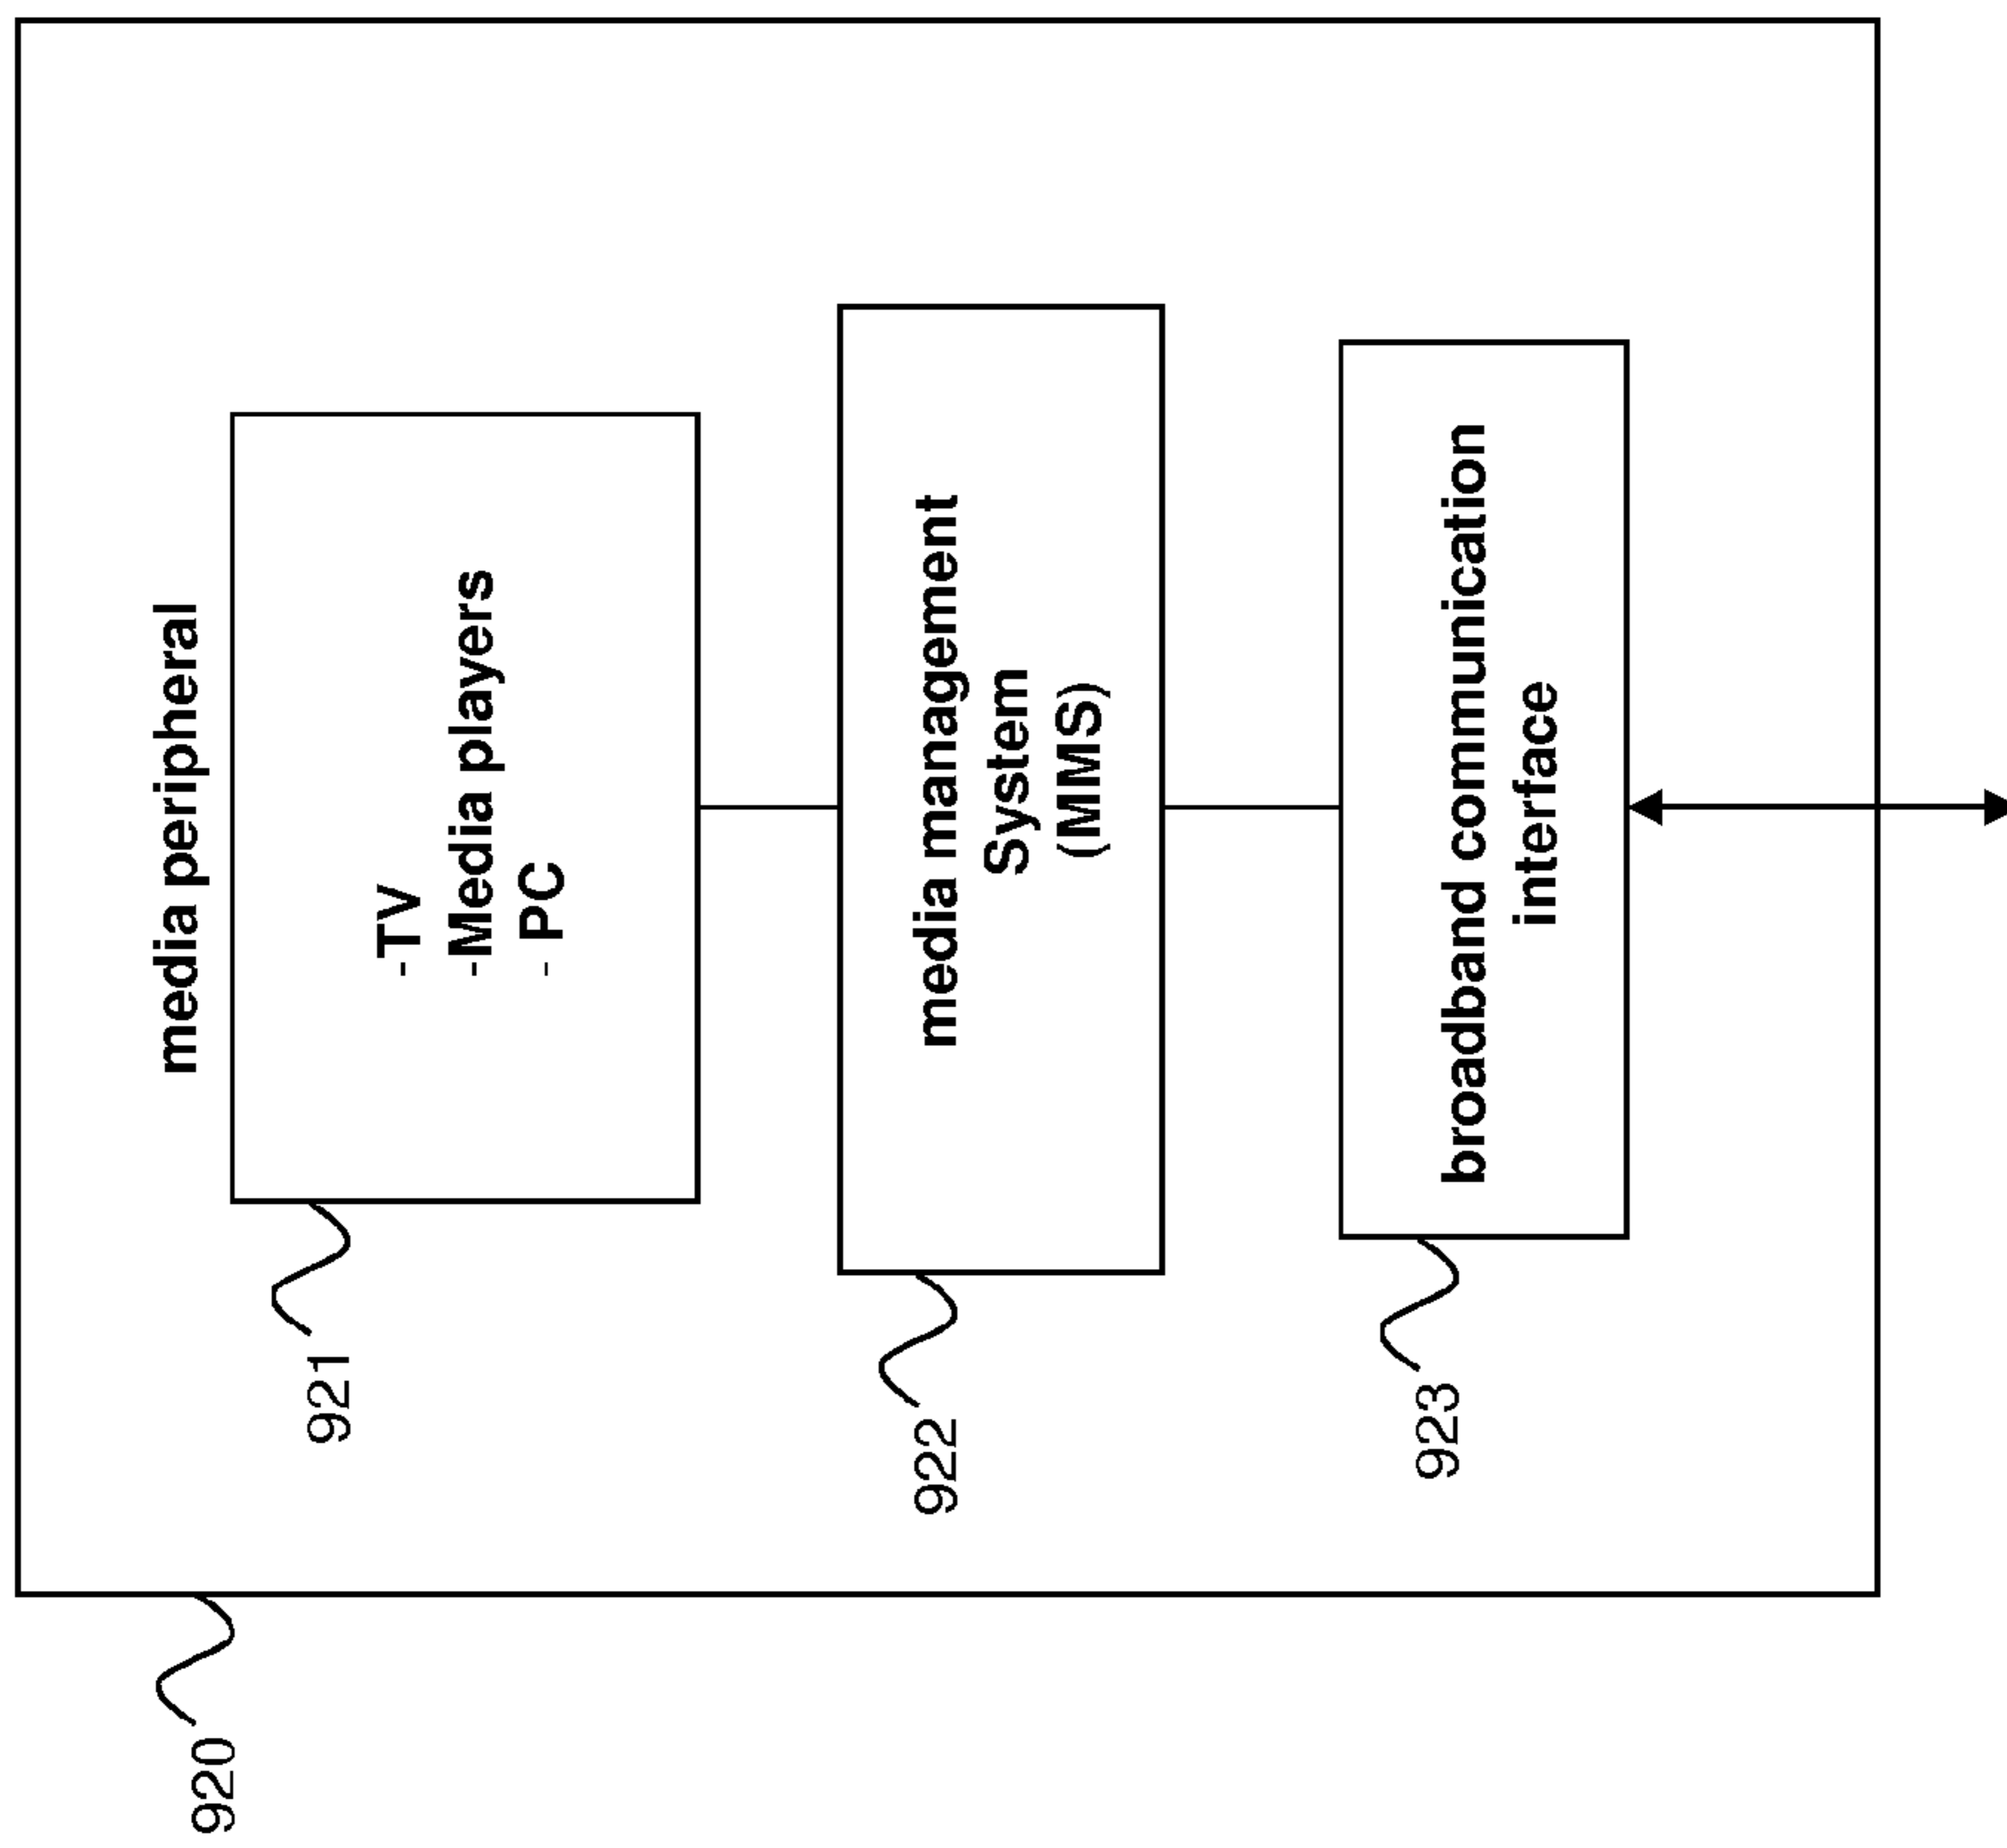 media peripheral
-TV
-Media players
- PC
921
media management
System
(MMS)
922
broadband communication
interface
923
920